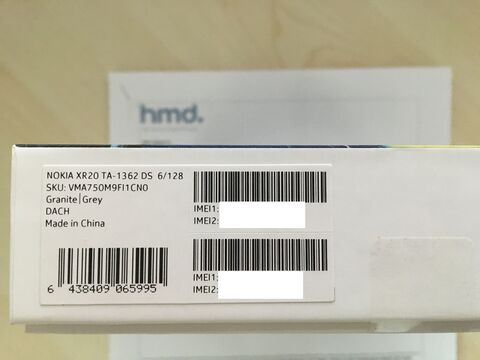 hmd.
NOKIA XR20 TA-1362 DS 6/128
SKU: VMA750M9FI1CN0
Granite|Grey
DACH
Made in China
6 438409 065995
IMEI1:
IMEI2:
IMEI1:
IMEI2: